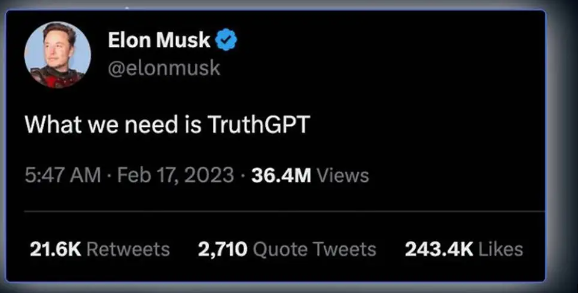 Elon Musk
@elonmusk
What we need is TruthGPT
5:47 AM · Feb 17, 2023 · 36.4M Views
21.6K Retweets 2,710 Quote Tweets 243.4K Likes